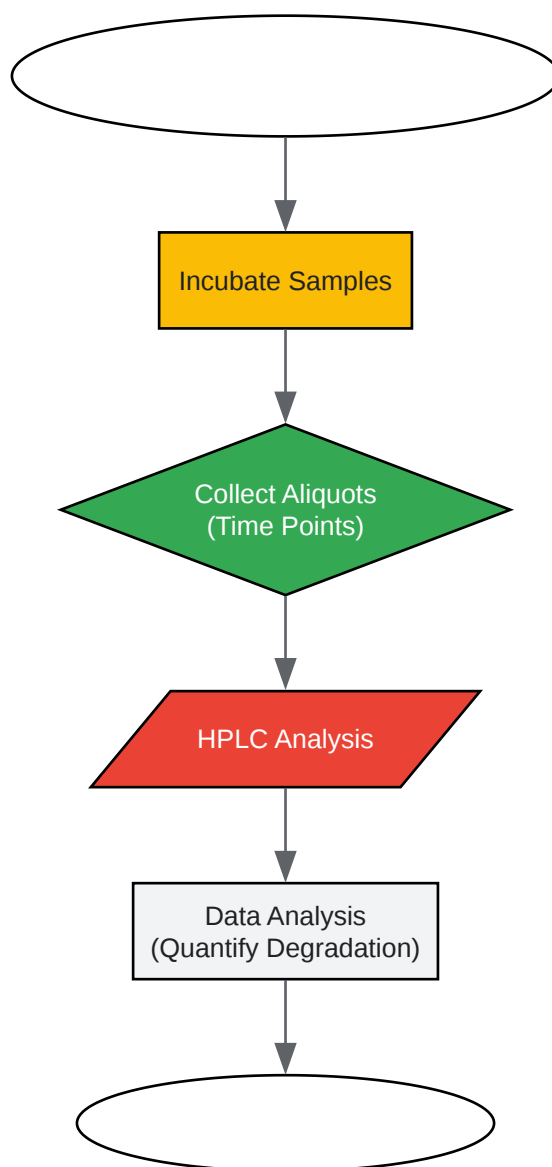 Incubate Samples
Collect Aliquots
(Time Points)
HPLC Analysis
Data Analysis
(Quantify Degradation)